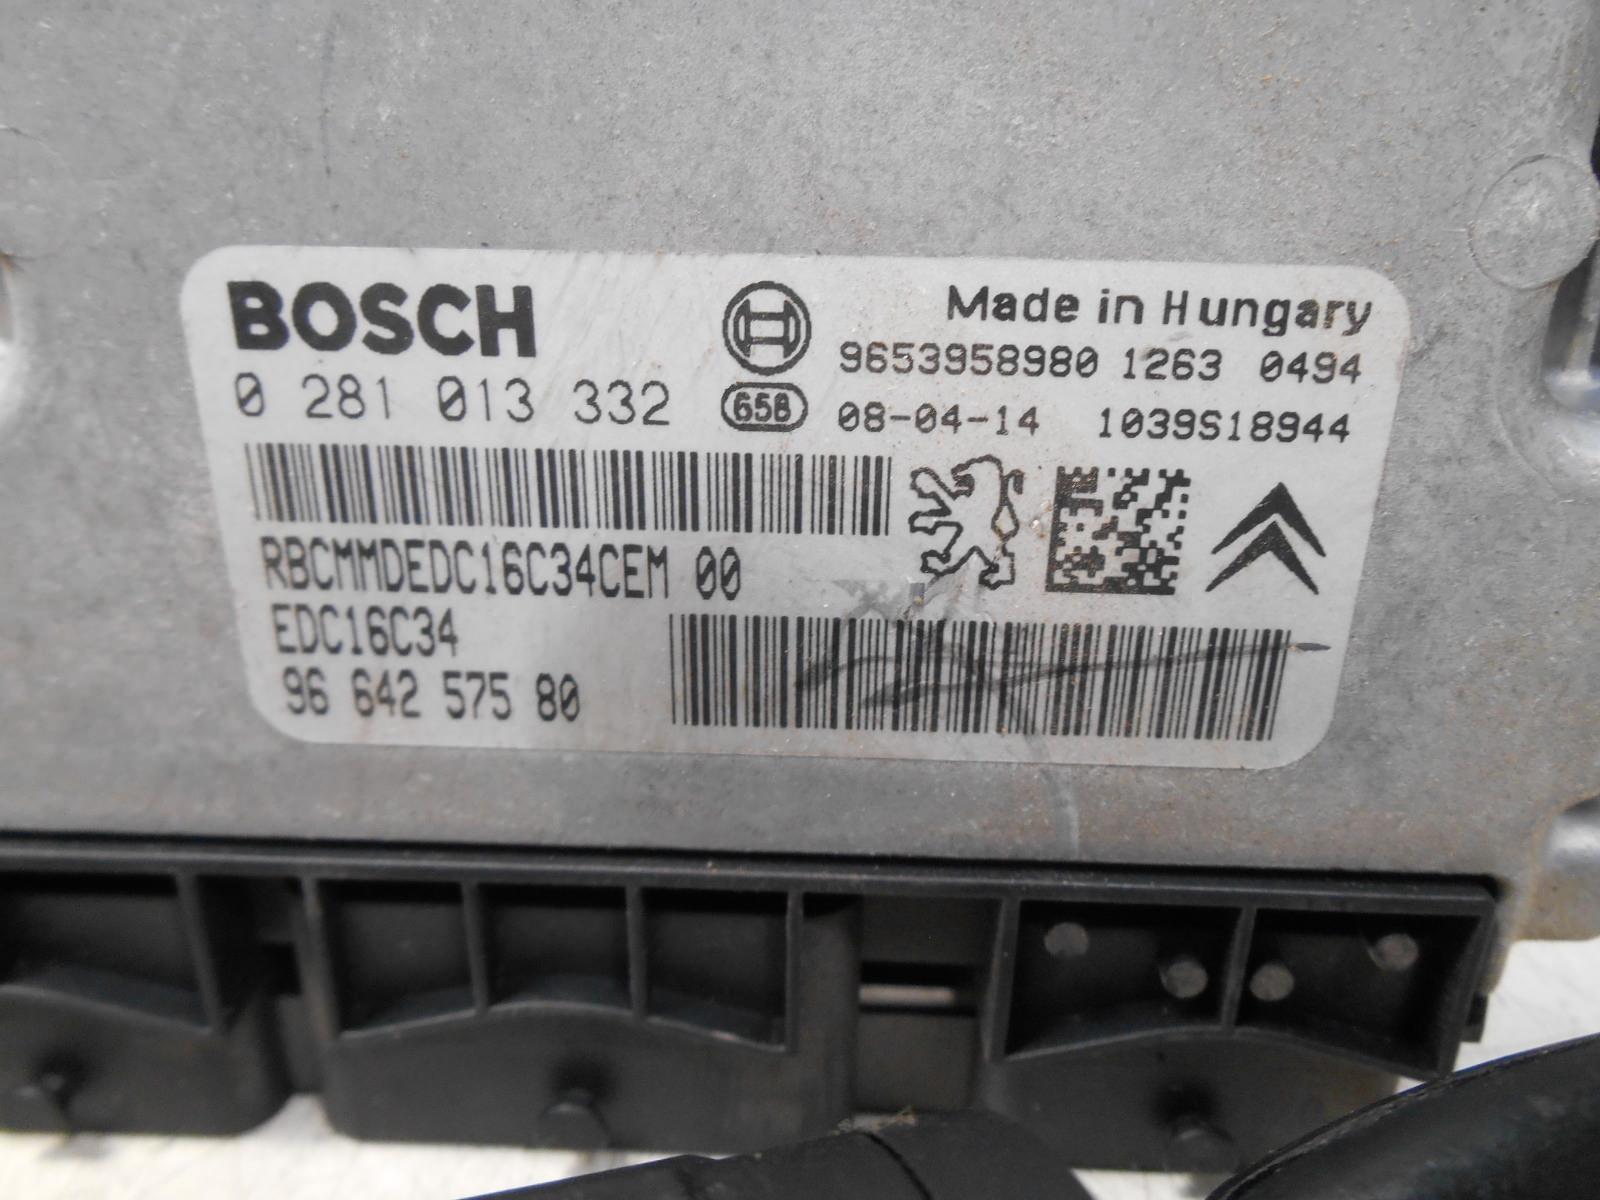 BOSCH
Made in Hungary
9653958980 1263 0494
0 281 013 332
658
08-04-14 1039S18944
RBCMMDEDC16C34CEM 00
EDC16C34
96 642 575 80